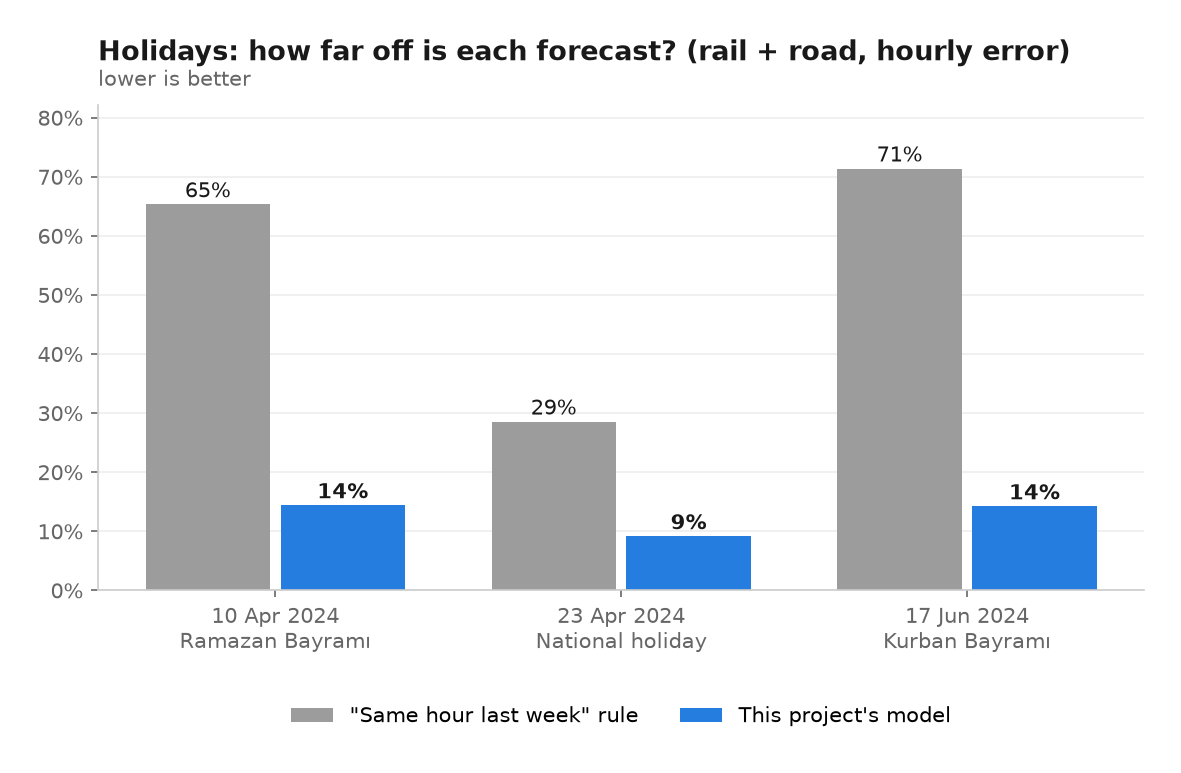 Holidays: how far off is each forecast? (rail + road, hourly error)
lower is better
80%
70%
60%
50%
40%
30%
20%
10%
0%
65%
14%
29%
9%
71%
14%
10 Apr 2024
Ramazan Bayramı
23 Apr 2024
National holiday
17 Jun 2024
Kurban Bayramı
"Same hour last week" rule
This project's model